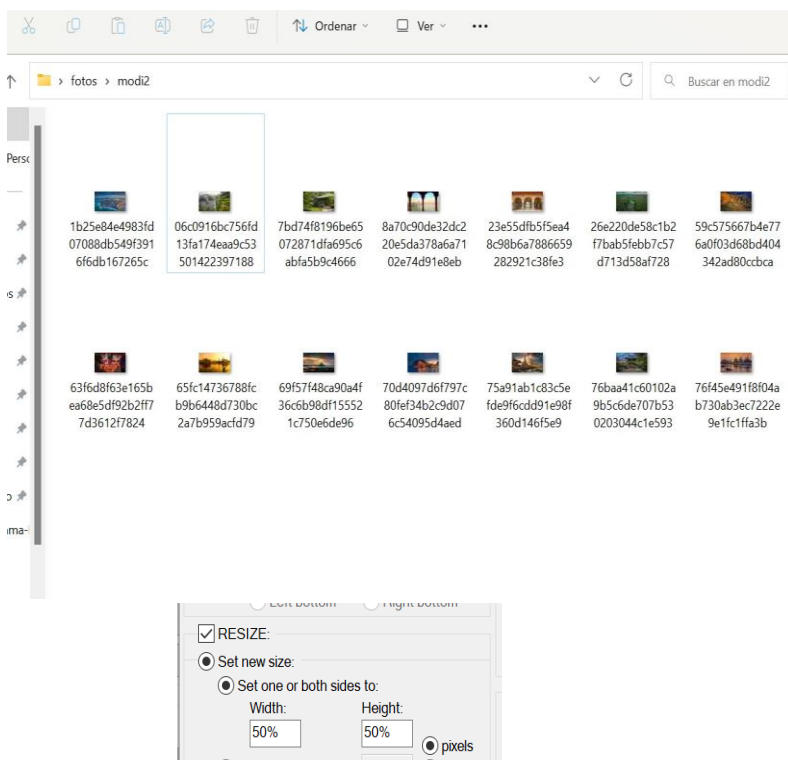 Ordenar
Ver
fotos > modi2
Buscar en modi2
Persc
1b25e84e4983fd
07088db549f391
6f6db167265c
06c0916bc756fd
13fa174eaa9c53
501422397188
7bd74f8196be65
072871dfa695c6
abfa5b9c4666
8a70c90de32dc2
20e5da378a6a71
02e74d91e8eb
23e55dfb5f5ea4
8c98b6a7886659
282921c38fe3
26e220de58c1b2
f7bab5febb7c57
d713d58af728
59c575667b4e77
6a0f03d68bd404
342ad80ccbca
os
63f6d8f63e165b
ea68e5df92b2ff7
7d3612f7824
65fc14736788fc
b9b6448d730bc
2a7b959acfd79
69f57f48ca90a4f
36c6b98df15552
1c750e6de96
70d4097d6f797c
80fef34b2c9d07
6c54095d4aed
75a91ab1c83c5e
fde9f6cdd91e98f
360d146f5e9
76baa41c60102a
9b5c6de707b53
0203044c1e593
76f45e491f8f04a
b730ab3ec7222e
9e1fc1ffa3b
o
ama-
Left bottom Right bottom
RESIZE:
Set new size:
Set one or both sides to:
Width: Height:
50% 50%
pixels